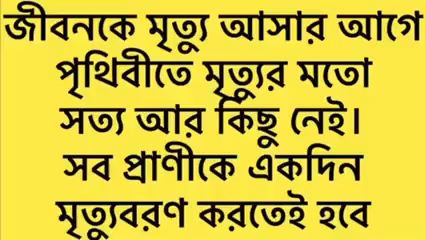 জীবনকে মৃত্যু আসার আগে
পৃথিবীতে মৃত্যুর মতো
সত্য আর কিছু নেই।
সব প্রাণীকে একদিন
মৃত্যুবরণ করতেই হবে